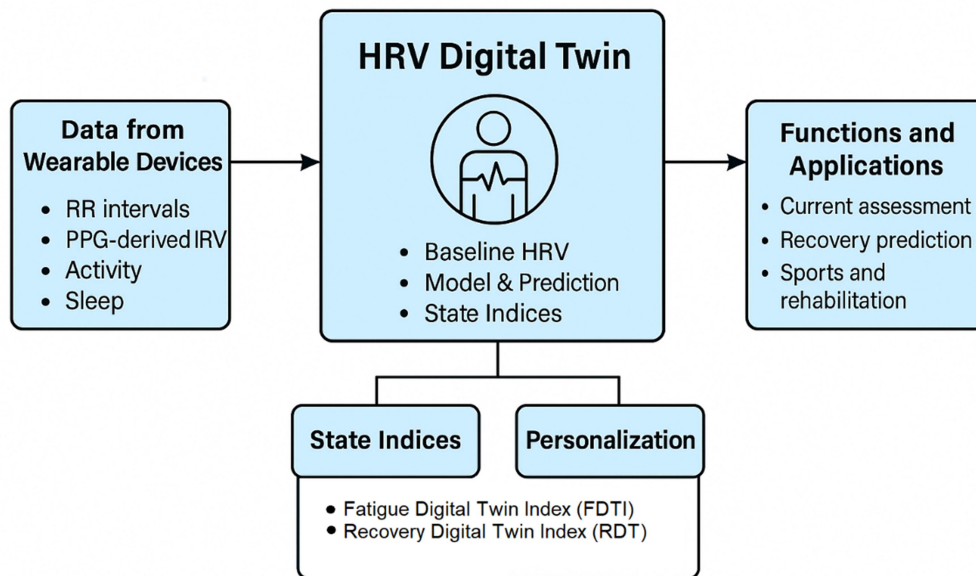 Data from
Wearable Devices
• RR intervals
• PPG-derived IRV
• Activity
• Sleep
HRV Digital Twin
• Baseline HRV
• Model & Prediction
• State Indices
Functions and
Applications
• Current assessment
• Recovery prediction
• Sports and
rehabilitation
State Indices
Personalization
• Fatigue Digital Twin Index (FDTI)
• Recovery Digital Twin Index (RDT)